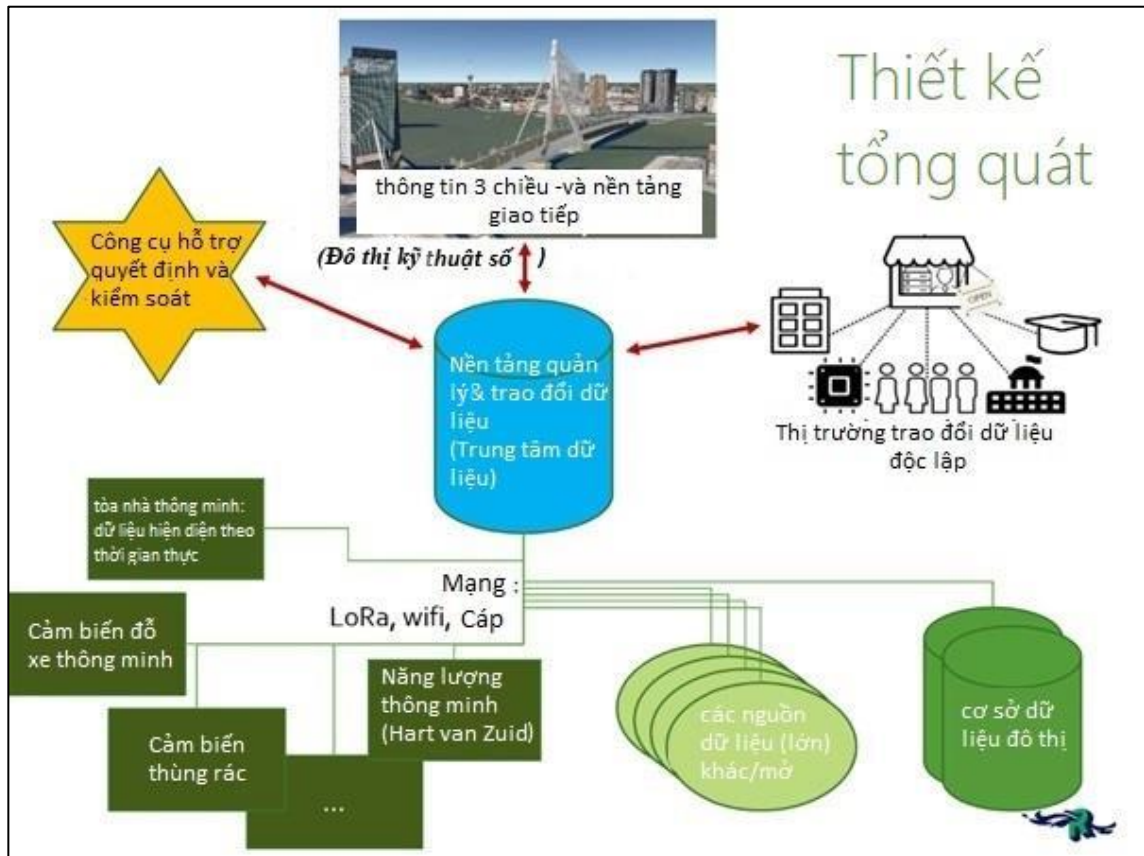 Thiết kế
tổng quát
thông tin 3 chiều -và nền tảng
giao tiếp
(Đô thị kỹ thuật số )
Công cụ hỗ trợ
quyết định và
kiểm soát
OPEN
Nền tảng quản
lý& trao đổi dữ
liệu
(Trung tâm dữ
liệu)
Thị trường trao đổi dữ liệu
độc lập
tòa nhà thông minh:
dữ liệu hiện diện theo
thời gian thực
Mạng :
LoRa, wifi, Cáp
Cảm biến đỗ
xe thông minh
Năng lượng
thông minh
(Hart van Zuid)
Cảm biến
thùng rác
...
các nguồn
dữ liệu (lớn)
khác/mở
cơ sở dữ
liệu đô thị